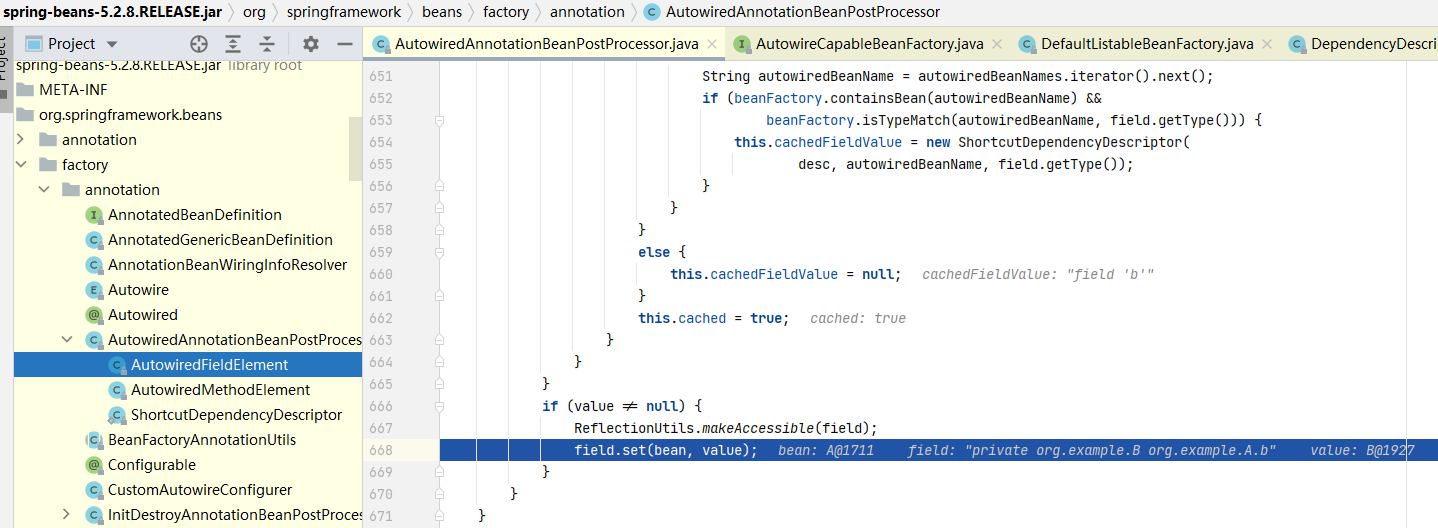 spring-beans-5.2.8.RELEASE.jar org springframework beans factory annotation AutowiredAnnotationBeanPostProcessor
Project
Project
spring-beans-5.2.8.RELEASE.jar library root
META-INF
org.springframework.beans
annotation
factory
annotation
AnnotatedBeanDefinition
AnnotatedGenericBeanDefinition
AnnotationBeanWiringInfoResolver
Autowire
Autowired
AutowiredAnnotationBeanPostProces
AutowiredFieldElement
AutowiredMethodElement
ShortcutDependencyDescriptor
BeanFactoryAnnotationUtils
Configurable
CustomAutowireConfigurer
InitDestroyAnnotationBeanPostProces
AutowiredAnnotationBeanPostProcessor.java AutowireCapableBeanFactory.java DefaultListableBeanFactory.java DependencyDescri
651 String autowiredBeanName = autowiredBeanNames.iterator().next();
652 if (beanFactory.containsBean(autowiredBeanName) &&
653 beanFactory.isTypeMatch(autowiredBeanName, field.getType())) {
654 this.cachedFieldValue = new ShortcutDependencyDescriptor(
655 desc, autowiredBeanName, field.getType());
656 }
657 }
658 }
659 else {
660 this.cachedFieldValue = null; cachedFieldValue: "field 'b'"
661 }
662 this.cached = true; cached: true
663 }
664 }
665 }
666 if (value ≠ null) {
667 ReflectionUtils.makeAccessible(field);
668 field.set(bean, value); bean: A@1711 field: "private org.example.B org.example.A.b" value: B@1927
669 }
670 }
671 }